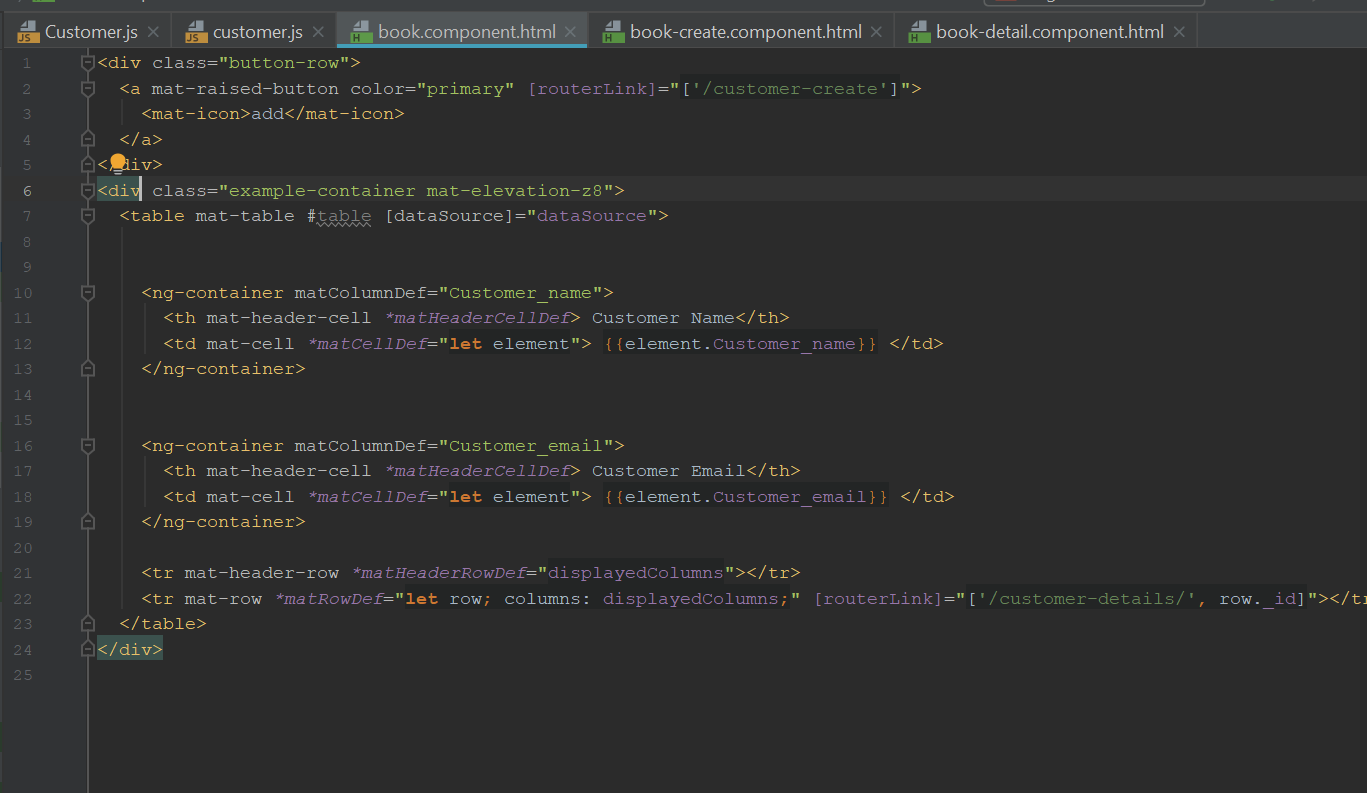 Customer.js customer.js book.component.html book-create.component.html book-detail.component.html
1 <div class="button-row">
2 <a mat-raised-button color="primary" [routerLink]="['/customer-create']">
3 <mat-icon>add</mat-icon>
4 </a>
5 </div>
6 <div class="example-container mat-elevation-z8">
7 <table mat-table #table [dataSource]="dataSource">
8
9
10 <ng-container matColumnDef="Customer_name">
11 <th mat-header-cell *matHeaderCellDef> Customer Name</th>
12 <td mat-cell *matCellDef="let element"> {{element.Customer_name}} </td>
13 </ng-container>
14
15
16 <ng-container matColumnDef="Customer_email">
17 <th mat-header-cell *matHeaderCellDef> Customer Email</th>
18 <td mat-cell *matCellDef="let element"> {{element.Customer_email}} </td>
19 </ng-container>
20
21 <tr mat-header-row *matHeaderRowDef="displayedColumns"></tr>
22 <tr mat-row *matRowDef="let row; columns: displayedColumns;" [routerLink]="['/customer-details/', row._id]"></tr
23 </table>
24 </div>
25